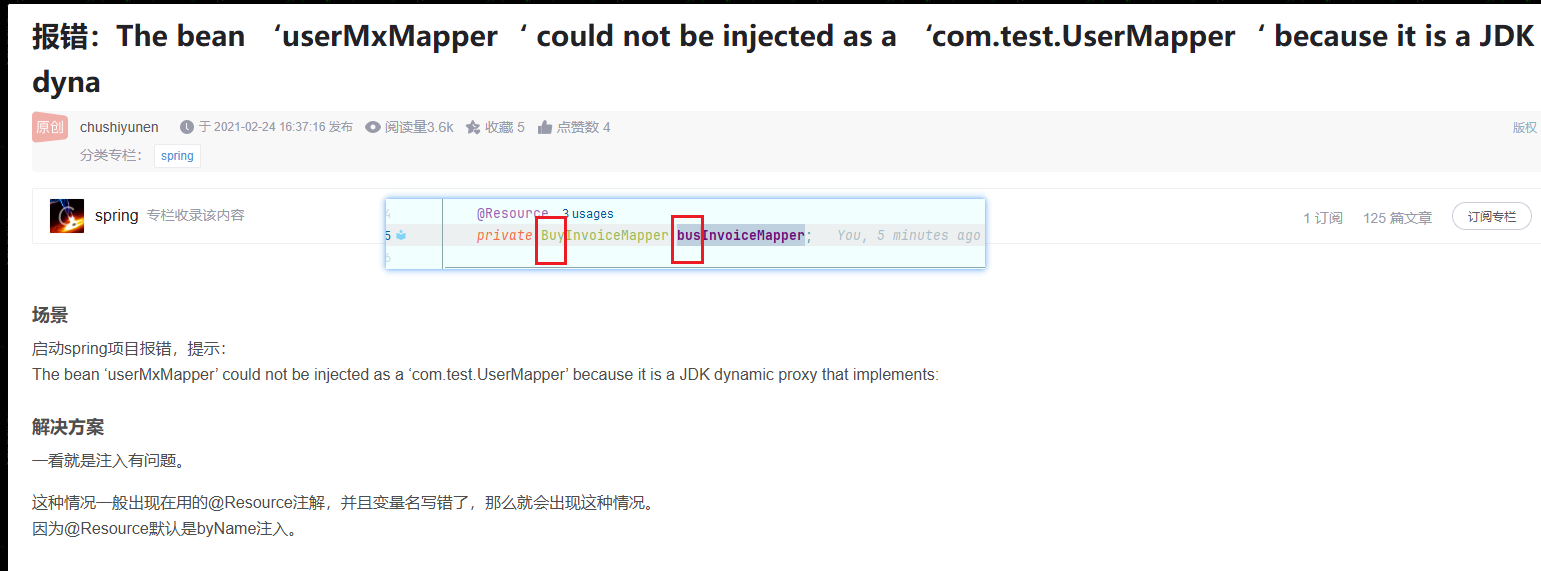 报错：The bean ‘userMxMapper‘ could not be injected as a ‘com.test.UserMapper‘ because it is a JDK
dyna
原创 chushiyunen 于 2021-02-24 16:37:16 发布 阅读量3.6k 收藏 5 点赞数 4 版权
分类专栏： spring
spring 专栏收录该内容 1 订阅 125 篇文章 订阅专栏
4 @Resource 3 usages
5 private BuyInvoiceMapper busInvoiceMapper; You, 5 minutes ago
6
场景
启动spring项目报错，提示：
The bean ‘userMxMapper’ could not be injected as a ‘com.test.UserMapper’ because it is a JDK dynamic proxy that implements:
解决方案
一看就是注入有问题。
这种情况一般出现在用的@Resource注解，并且变量名写错了，那么就会出现这种情况。
因为@Resource默认是byName注入。